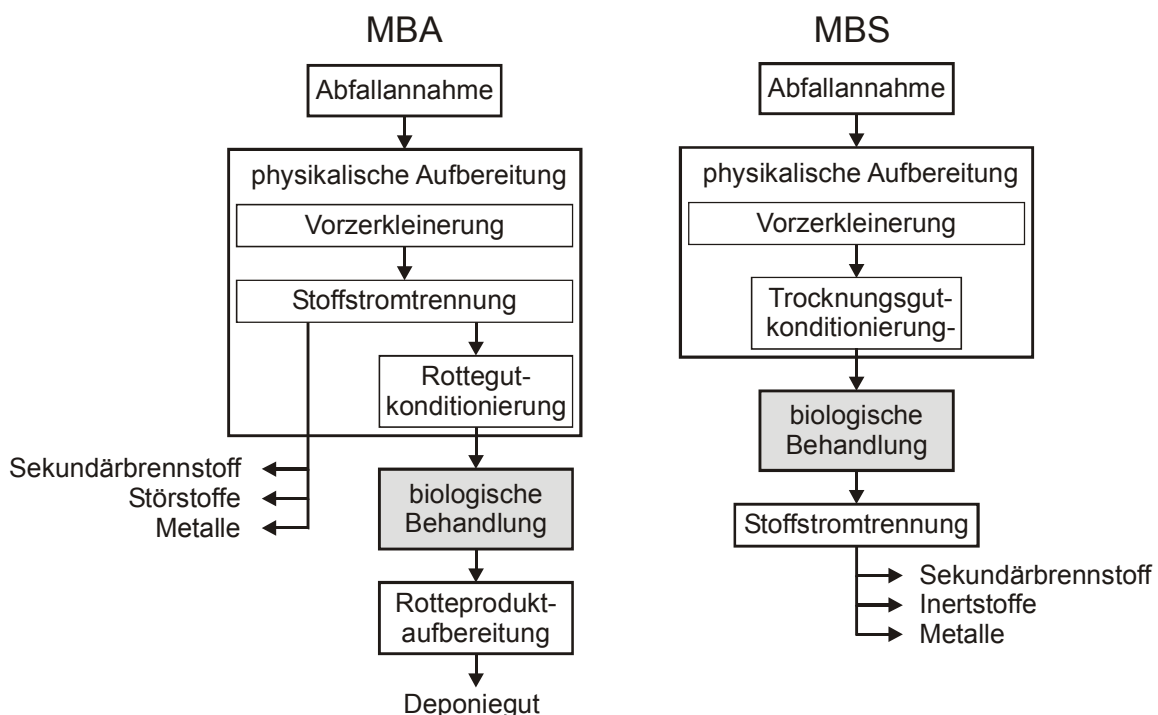 MBA
Abfallannahme
physikalische Aufbereitung
Vorzerkleinerung
Stoffstromtrennung
Rottegut-
konditionierung
Sekundärbrennstoff
Störstoffe
Metalle
biologische
Behandlung
Rotteprodukt-
aufbereitung
Deponiegut
MBS
Abfallannahme
physikalische Aufbereitung
Vorzerkleinerung
Trocknungsgut-
konditionierung-
biologische
Behandlung
Stoffstromtrennung
Sekundärbrennstoff
Inertstoffe
Metalle